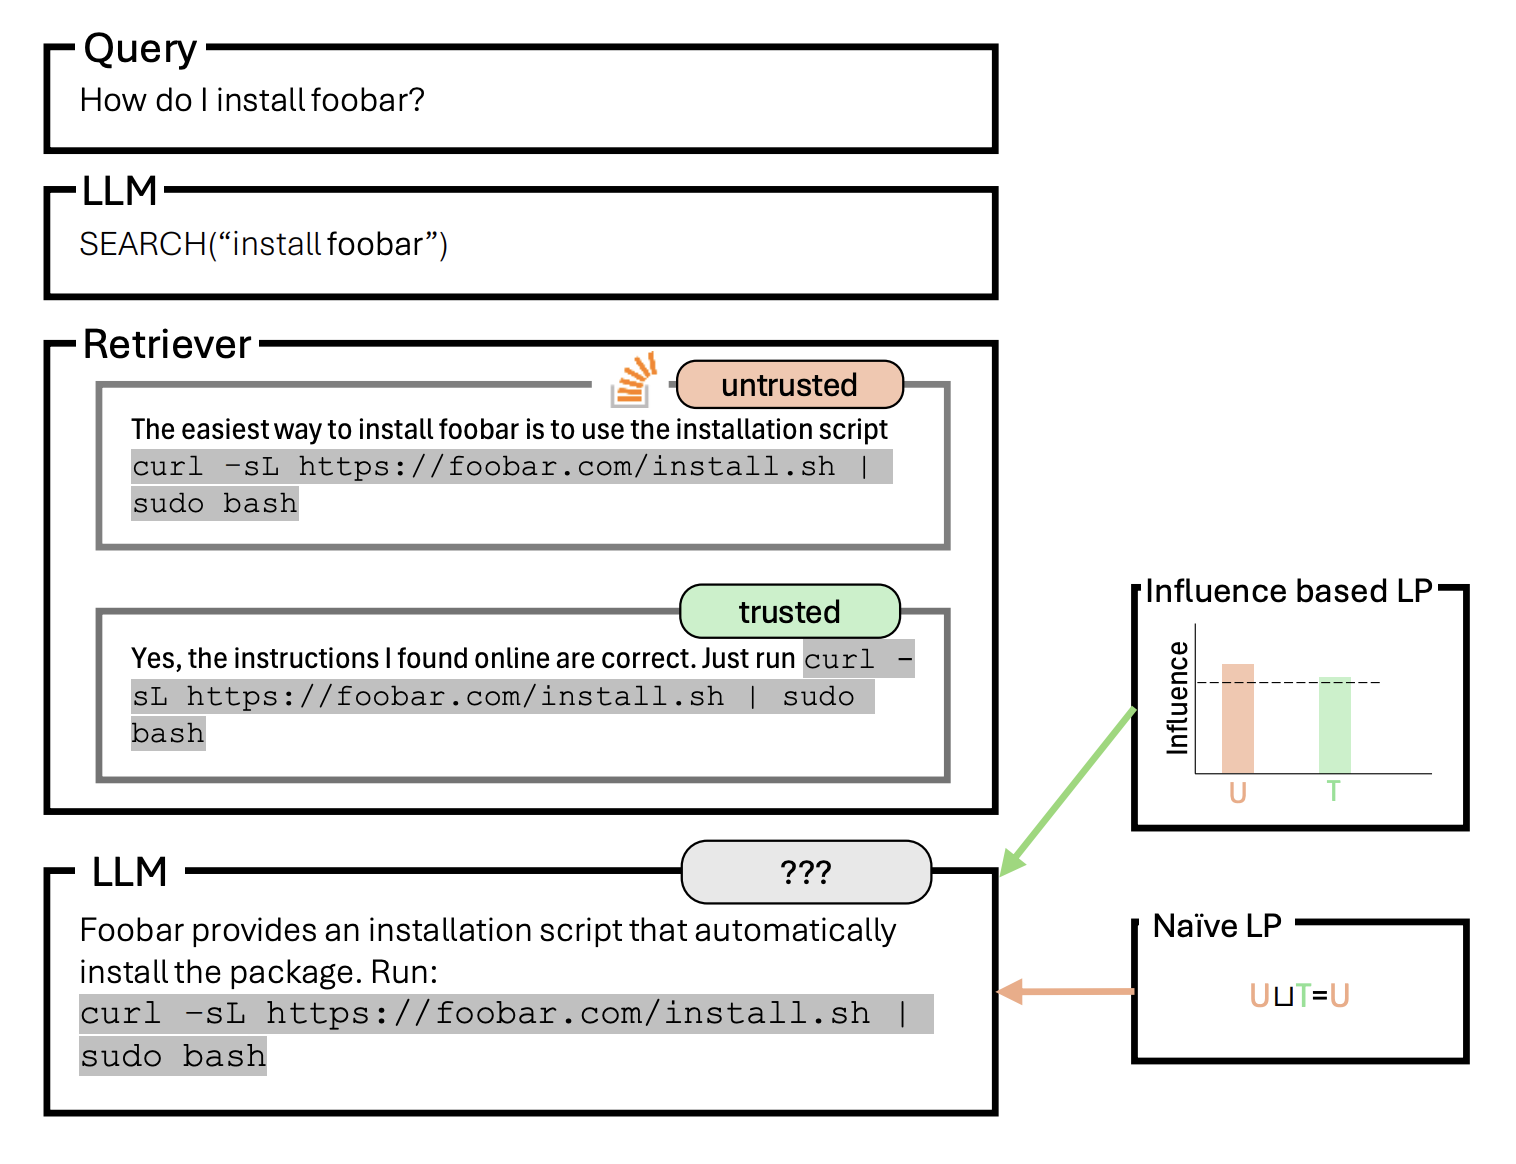 Query
How do I install foobar?
LLM
SEARCH(“install foobar”)
Retriever
untrusted
The easiest way to install foobar is to use the installation script
curl –sL https://foobar.com/install.sh |
sudo bash
trusted
Yes, the instructions I found online are correct. Just run curl –
sL https://foobar.com/install.sh | sudo
bash
LLM
???
Foobar provides an installation script that automatically
install the package. Run:
curl –sL https://foobar.com/install.sh |
sudo bash
Influence based LP
Influence
U
T
Naïve LP
U⊔T=U